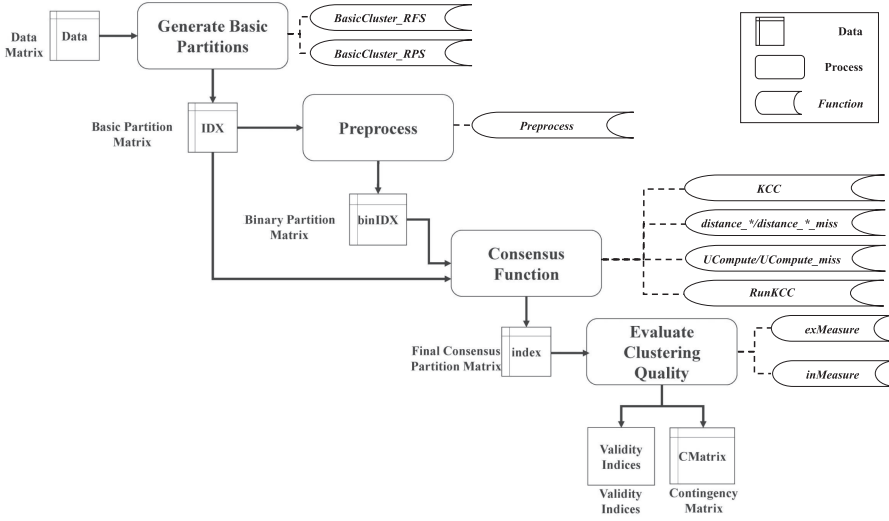 Data
Matrix
Data
Generate Basic
Partitions
BasicCluster_RFS
BasicCluster_RPS
Data
Process
Function
Basic Partition
Matrix
IDX
Preprocess
Preprocess
Binary Partition
Matrix
binIDX
Consensus
Function
KCC
distance_*/distance_*_miss
UCompute/UCompute_miss
RunKCC
Final Consensus
Partition Matrix
index
Evaluate
Clustering
Quality
exMeasure
inMeasure
Validity
Indices
CMatrix
Validity
Indices
Contingency
Matrix